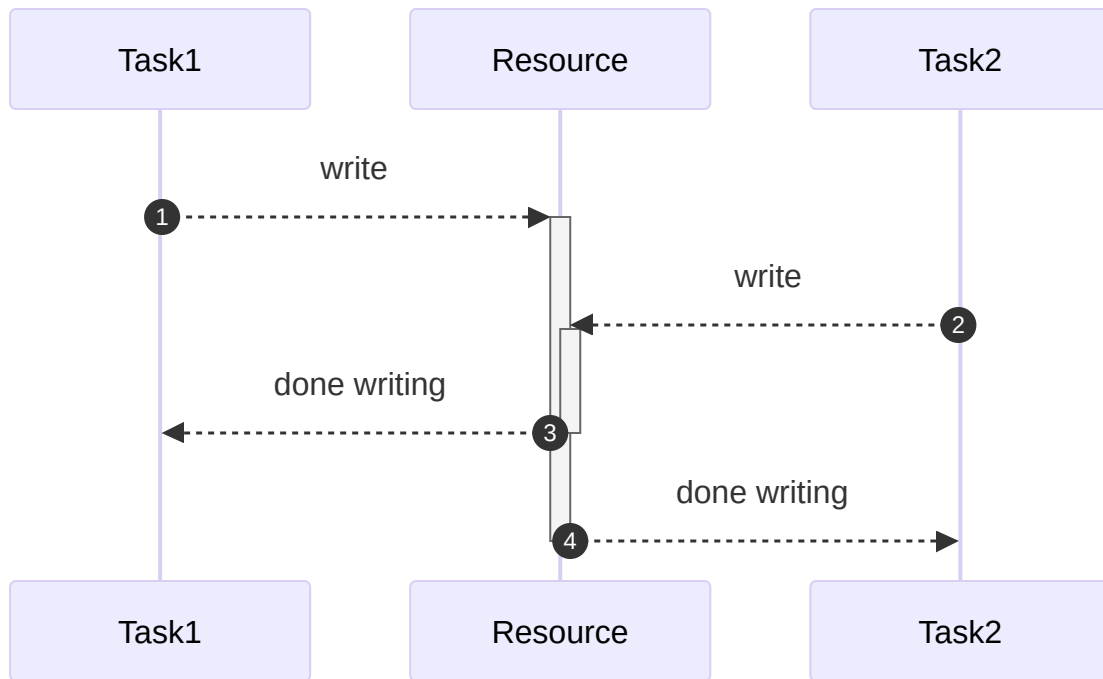 Task1
Resource
Task2
write
1
write
2
done writing
3
done writing
4
Task1
Resource
Task2